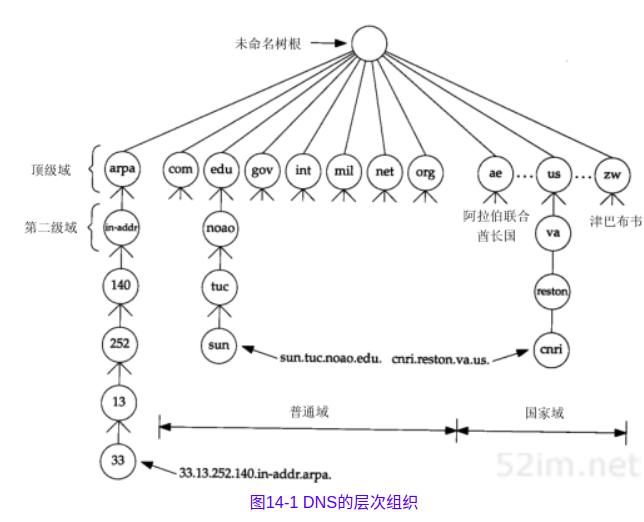 未命名树根
顶级域
arpa
com
edu
gov
int
mil
net
org
ae
...
us
...
zw
阿拉伯联合
酋长国
津巴布韦
第二级域
in-addr
noao
va
140
tuc
reston
252
sun
cnri
sun.tuc.noao.edu.
cnri.reston.va.us.
13
普通域
国家域
33
33.13.252.140.in-addr.arpa.
52im.net
图14-1 DNS的层次组织